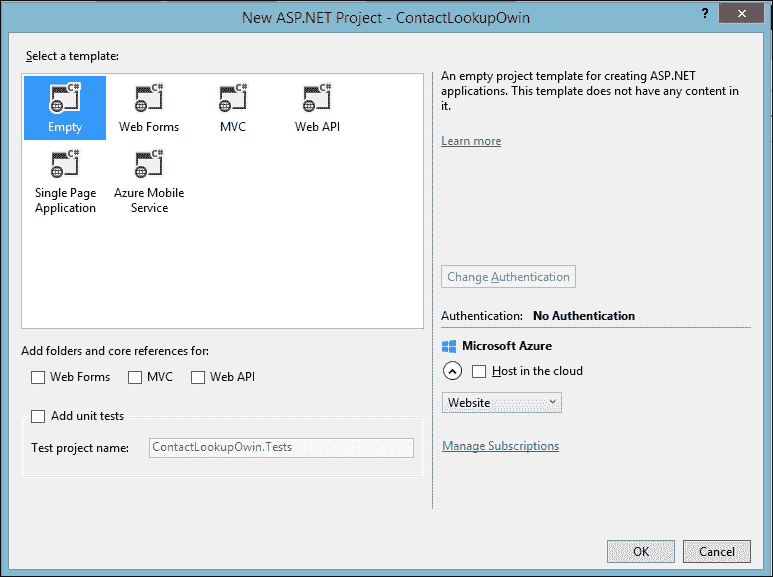 New ASP.NET Project - ContactLookupOwin
?
Select a template:
C#
Empty
C#
Web Forms
C#
MVC
C#
Web API
C#
Single Page
Application
C#
Azure Mobile
Service
An empty project template for creating ASP.NET
applications. This template does not have any content in
it.
Learn more
Change Authentication
Authentication: No Authentication
Microsoft Azure
Host in the cloud
Website
Manage Subscriptions
Add folders and core references for:
Web Forms MVC Web API
Add unit tests
Test project name: ContactLookupOwin.Tests
OK Cancel